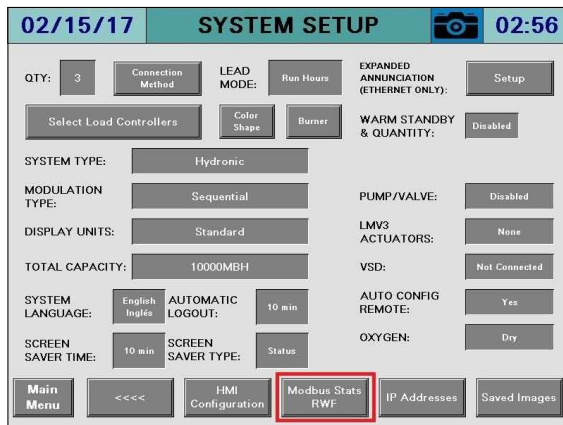 02/15/17 SYSTEM SETUP 02:56
QTY: 3
Connection
Method
LEAD
MODE:
Run Hours
EXPANDED
ANNUNCIATION
(ETHERNET ONLY):
Setup
Select Load Controllers
Color
Shape
Burner
WARM STANDBY
& QUANTITY:
Disabled
SYSTEM TYPE: Hydronic
MODULATION
TYPE:
Sequential
PUMP/VALVE: Disabled
DISPLAY UNITS: Standard
LMV3
ACTUATORS:
None
TOTAL CAPACITY: 10000MBH
VSD: Not Connected
SYSTEM
LANGUAGE:
English
Inglés
AUTOMATIC
LOGOUT:
10 min
AUTO CONFIG
REMOTE:
Yes
SCREEN
SAVER TIME:
10 min
SCREEN
SAVER TYPE:
Status
OXYGEN: Dry
Main
Menu
<<<<
HMI
Configuration
Modbus Stats
RWF
IP Addresses
Saved Images